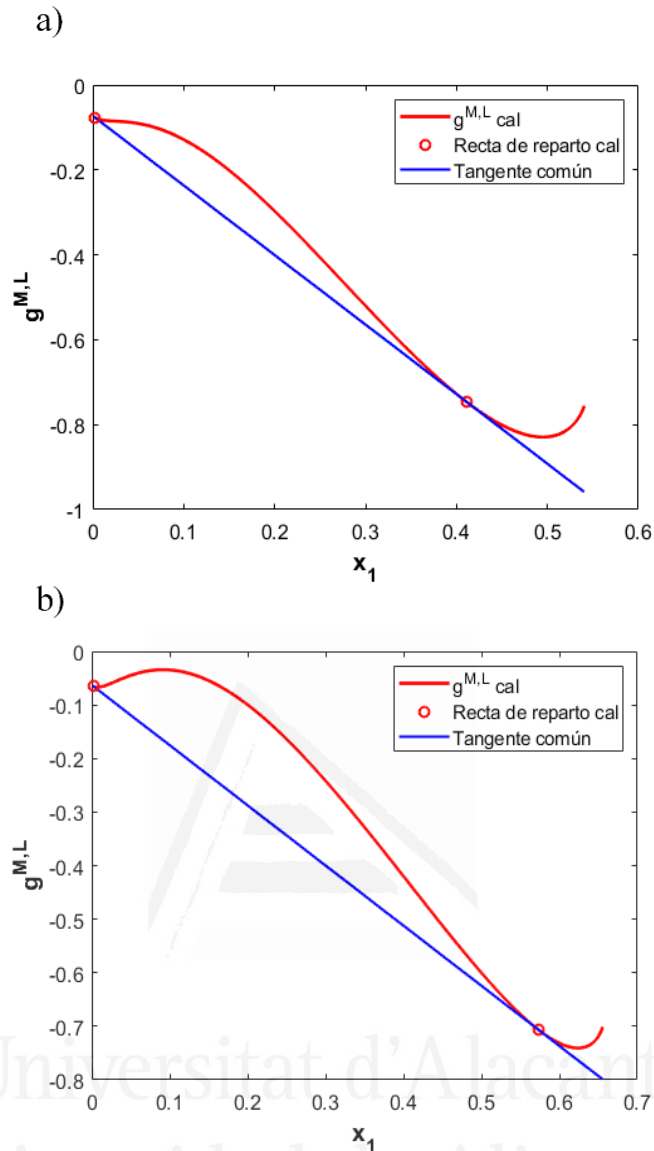 a)
0
-0.2
-0.4
-0.6
-0.8
-1
g^M,L
g^M,L cal
Recta de reparto cal
Tangente común
0 0.1 0.2 0.3 0.4 0.5 0.6
x_1
b)
0
-0.1
-0.2
-0.3
-0.4
-0.5
-0.6
-0.7
-0.8
g^M,L
g^M,L cal
Recta de reparto cal
Tangente común
0 0.1 0.2 0.3 0.4 0.5 0.6 0.7
x_1
Universitat d'Alacant